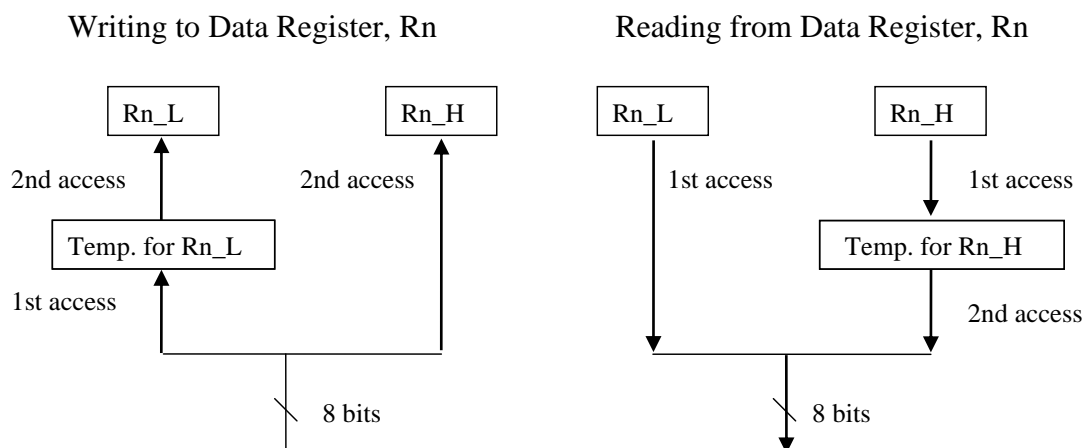 Writing to Data Register, Rn
Rn_L
Rn_H
2nd access
2nd access
Temp. for Rn_L
1st access
8 bits
Reading from Data Register, Rn
Rn_L
Rn_H
1st access
1st access
Temp. for Rn_H
2nd access
8 bits